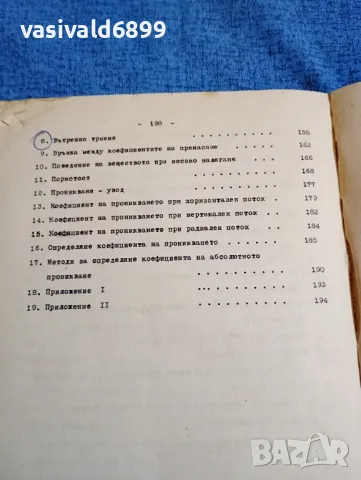 vasivald6899
- 198 -
8. Вътрешно триене . . . . . . . . . . 155
9. Връзка между коефициентите на пренасяне . . . . . . 162
10. Поведение на веществото при високо налягане . . . . 166
11. Пористост . . . . . . . . . . 168
12. Проникване - увод . . . . . . . . . . 177
13. Коефициент на проникването при хоризонтален поток . . 179
14. Коефициент на проникването при вертикален поток . . . 182
15. Коефициент на проникването при радиален поток . . . 184
16. Определяне коефициента на проникването . . . . . . 185
17. Методи за определяне коефициента на абсолютното
проникване . . . . . . . . . . 190
18. Приложение I . . . . . . . . . . 193
19. Приложение II . . . . . . . . . . 194
BAZAR
bg